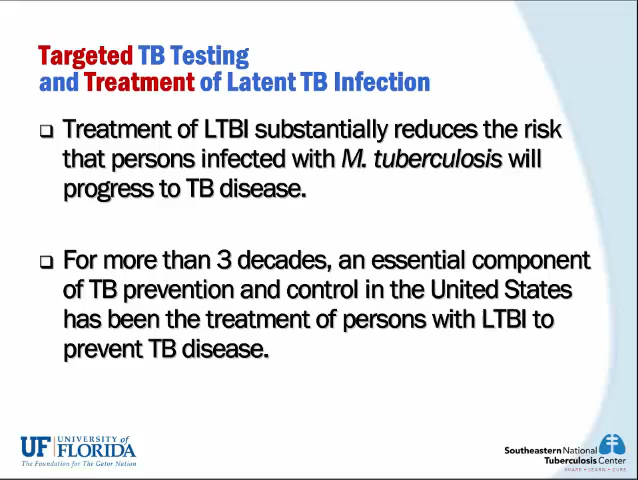 Targeted TB Testing
and Treatment of Latent TB Infection
❑ Treatment of LTBI substantially reduces the risk
that persons infected with M. tuberculosis will
progress to TB disease.
❑ For more than 3 decades, an essential component
of TB prevention and control in the United States
has been the treatment of persons with LTBI to
prevent TB disease.
UF UNIVERSITY of
FLORIDA
The Foundation for The Gator Nation
Southeastern National
Tuberculosis Center
SHARE • LEARN • CURE